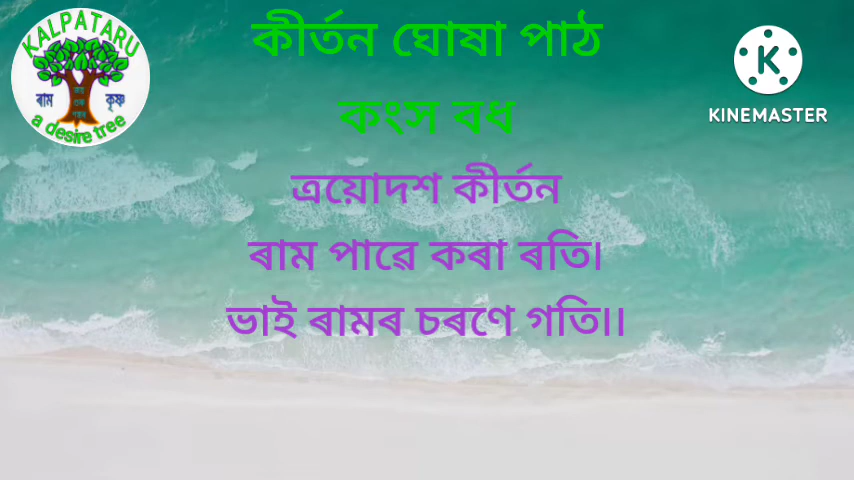 KALPATARU
ৰাম
কৃষ্ণ
a desire tree
KINEMASTER
কীৰ্তন ঘোষা পাঠ
কংস বধ
ত্ৰয়োদশ কীৰ্তন
ৰাম পাৱে কৰা ৰতি।
ভাই ৰামৰ চৰণে গতি।।